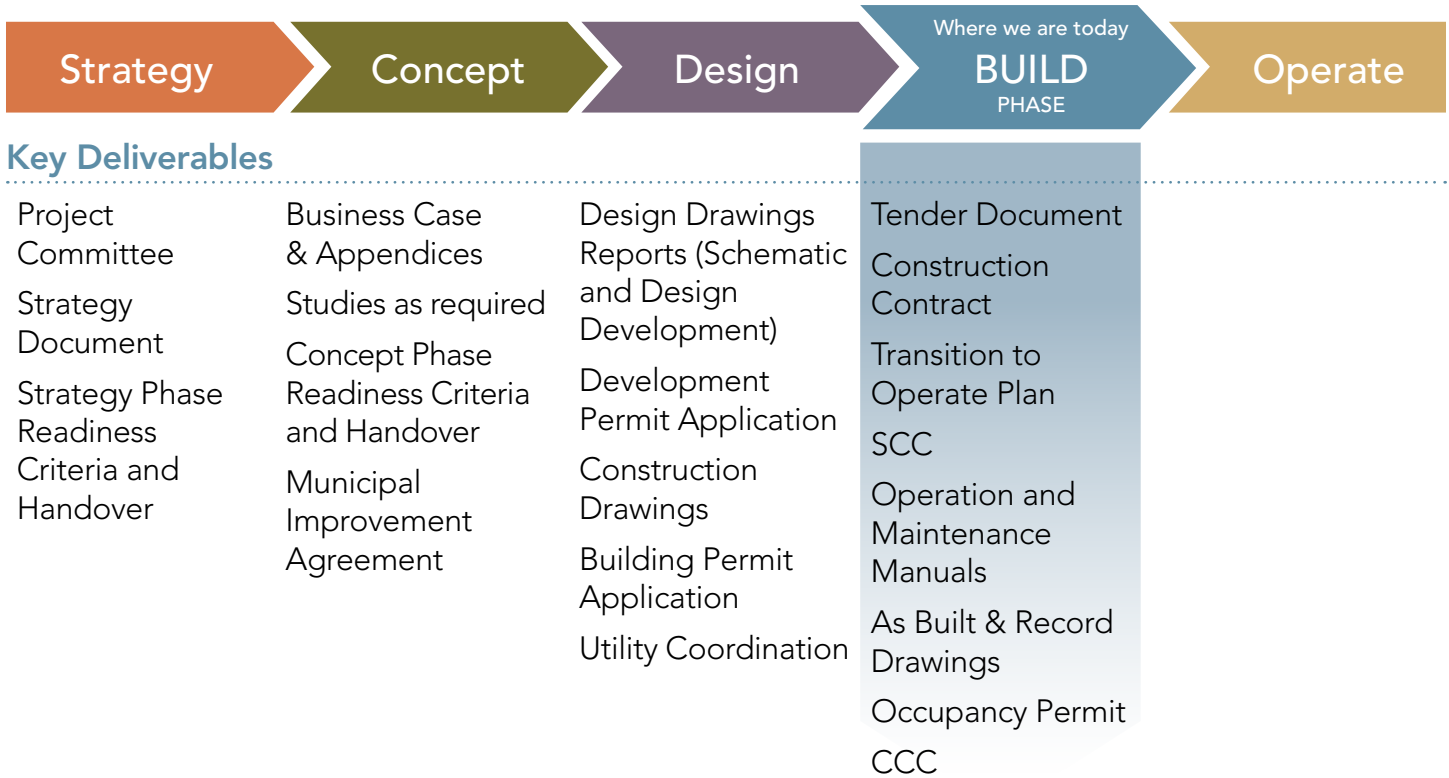 Strategy
Concept
Design
Where we are today
BUILD
PHASE
Operate
Key Deliverables
Project
Committee
Strategy
Document
Strategy Phase
Readiness
Criteria and
Handover
Business Case
& Appendices
Studies as required
Concept Phase
Readiness Criteria
and Handover
Municipal
Improvement
Agreement
Design Drawings
Reports (Schematic
and Design
Development)
Development
Permit Application
Construction
Drawings
Building Permit
Application
Utility Coordination
Tender Document
Construction
Contract
Transition to
Operate Plan
SCC
Operation and
Maintenance
Manuals
As Built & Record
Drawings
Occupancy Permit
CCC